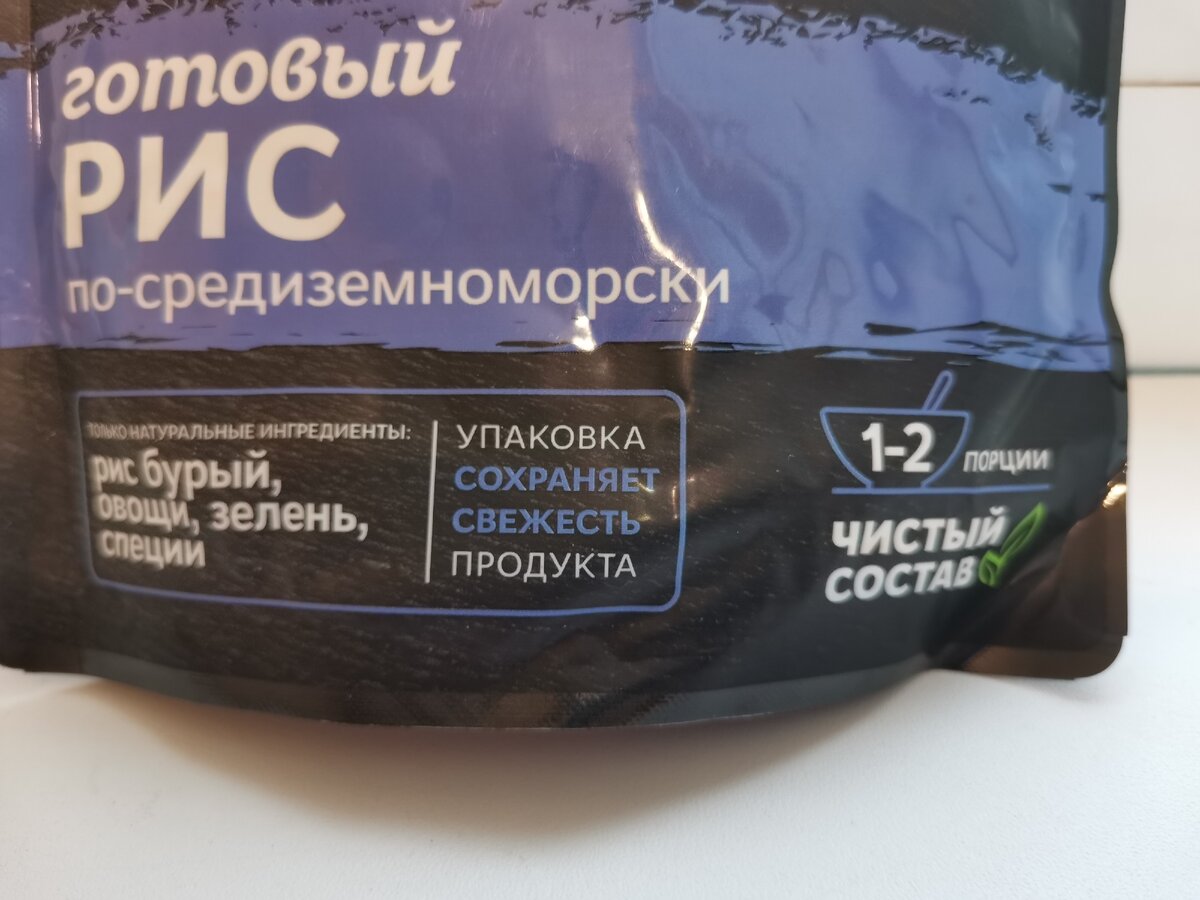 готовый
РИС
по-средиземноморски
ТОЛЬКО НАТУРАЛЬНЫЕ ИНГРЕДИЕНТЫ:
рис бурый,
овощи, зелень,
специи
УПАКОВКА
СОХРАНЯЕТ
СВЕЖЕСТЬ
ПРОДУКТА
1-2 ПОРЦИИ
ЧИСТЫЙ
СОСТАВ